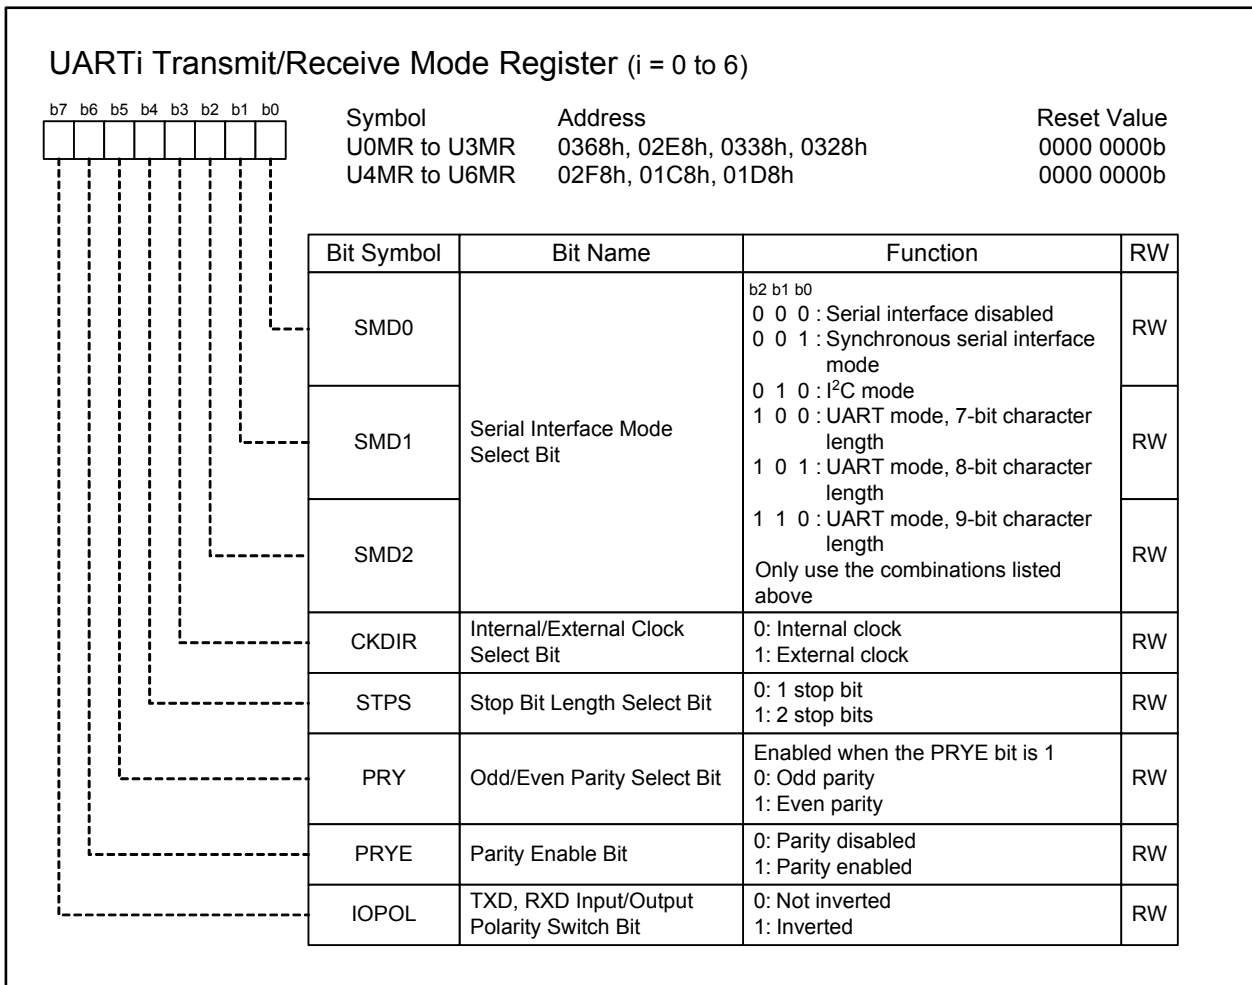 UARTi Transmit/Receive Mode Register (i = 0 to 6)
b7 b6 b5 b4 b3 b2 b1 b0
Symbol Address Reset Value
U0MR to U3MR 0368h, 02E8h, 0338h, 0328h 0000 0000b
U4MR to U6MR 02F8h, 01C8h, 01D8h 0000 0000b
Bit Symbol Bit Name Function RW
SMD0 RW
SMD1 RW
SMD2 RW
Serial Interface Mode
Select Bit
b2 b1 b0
0 0 0 : Serial interface disabled
0 0 1 : Synchronous serial interface
mode
0 1 0 : I²C mode
1 0 0 : UART mode, 7-bit character
length
1 0 1 : UART mode, 8-bit character
length
1 1 0 : UART mode, 9-bit character
length
Only use the combinations listed
above
CKDIR Internal/External Clock 0: Internal clock RW
Select Bit 1: External clock
STPS Stop Bit Length Select Bit 0: 1 stop bit RW
1: 2 stop bits
Enabled when the PRYE bit is 1
PRY Odd/Even Parity Select Bit 0: Odd parity RW
1: Even parity
PRYE Parity Enable Bit 0: Parity disabled RW
1: Parity enabled
IOPOL TXD, RXD Input/Output 0: Not inverted RW
Polarity Switch Bit 1: Inverted